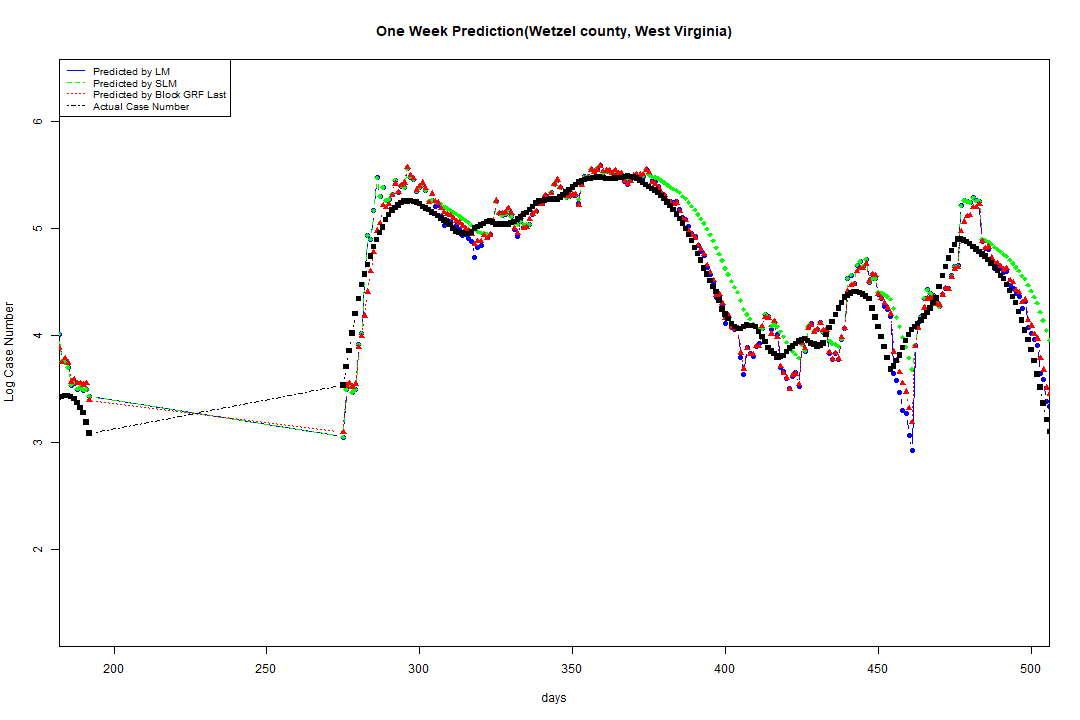 One Week Prediction(Wetzel county, West Virginia)
Predicted by LM
Predicted by SLM
Predicted by Block GRF Last
Actual Case Number
6
5
4
3
2
Log Case Number
200 250 300 350 400 450 500
days